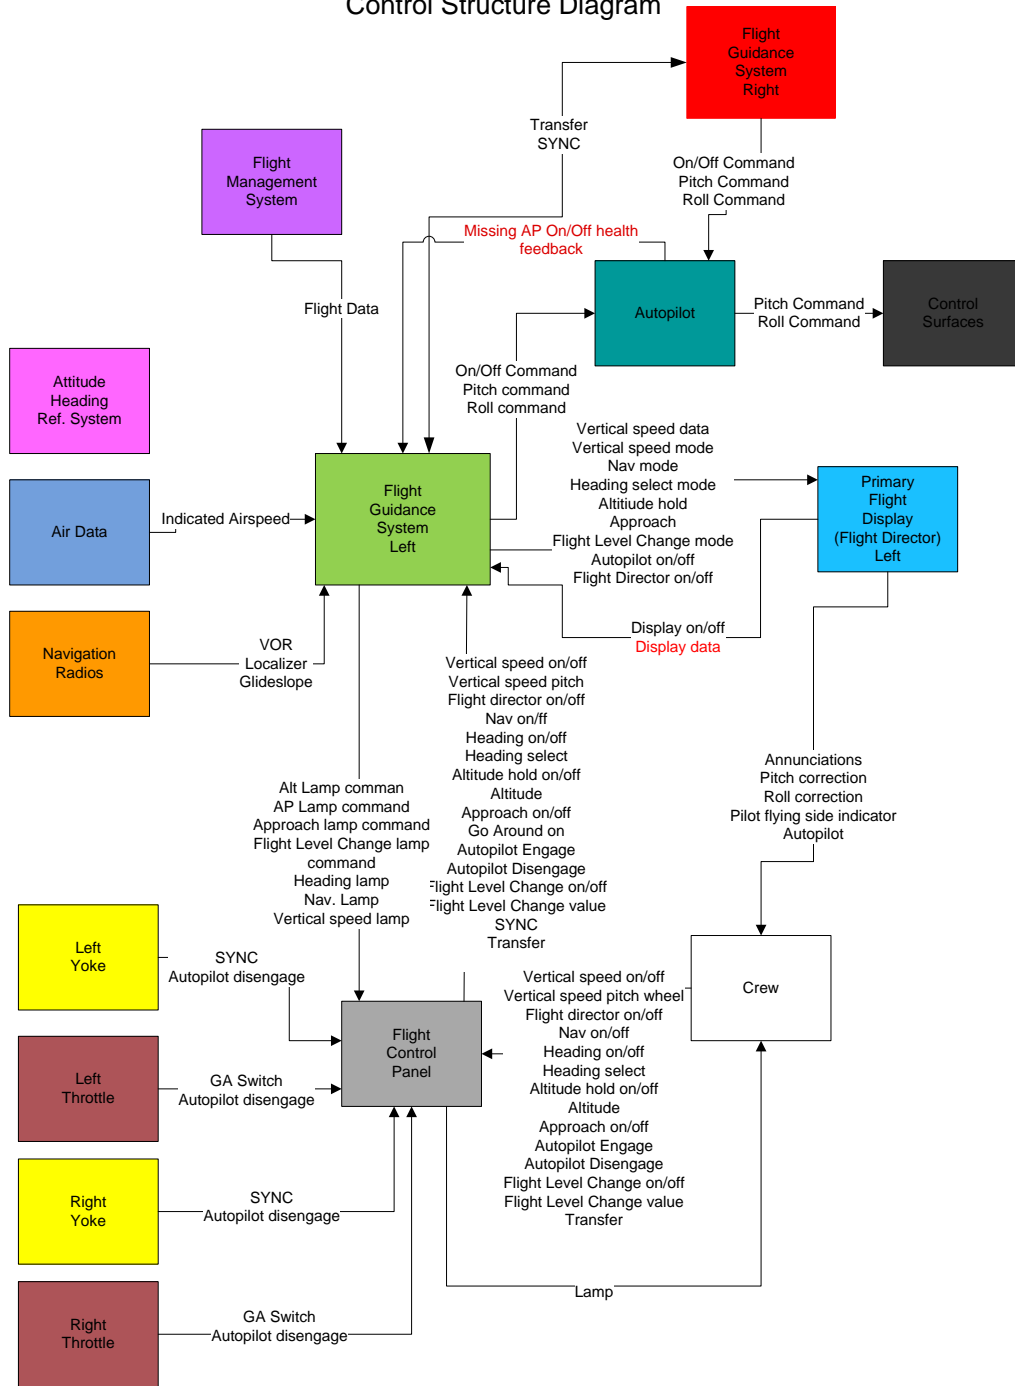 Control Structure Diagram
Flight
Guidance
System
Right
Transfer
SYNC
On/Off Command
Pitch Command
Roll Command
Flight
Management
System
Missing AP On/Off health
feedback
Flight Data
Autopilot
Pitch Command
Roll Command
Control
Surfaces
Attitude
Heading
Ref. System
On/Off Command
Pitch command
Roll command
Vertical speed data
Vertical speed mode
Nav mode
Heading select mode
Altitiude hold
Approach
Flight Level Change mode
Autopilot on/off
Flight Director on/off
Primary
Flight
Display
(Flight Director)
Left
Air Data
Indicated Airspeed
Flight
Guidance
System
Left
Display on/off
Display data
Navigation
Radios
VOR
Localizer
Glideslope
Vertical speed on/off
Vertical speed pitch
Flight director on/off
Nav on/ff
Heading on/off
Heading select
Altitude hold on/off
Altitude
Approach on/off
Go Around on
Autopilot Engage
Autopilot Disengage
Flight Level Change on/off
Flight Level Change value
SYNC
Transfer
Alt Lamp comman
AP Lamp command
Approach lamp command
Flight Level Change lamp
command
Heading lamp
Nav. Lamp
Vertical speed lamp
Annunciations
Pitch correction
Roll correction
Pilot flying side indicator
Autopilot
Left
Yoke
SYNC
Autopilot disengage
Crew
Vertical speed on/off
Vertical speed pitch wheel
Flight director on/off
Nav on/off
Heading on/off
Heading select
Altitude hold on/off
Altitude
Approach on/off
Autopilot Engage
Autopilot Disengage
Flight Level Change on/off
Flight Level Change value
Transfer
Flight
Control
Panel
Left
Throttle
GA Switch
Autopilot disengage
Right
Yoke
SYNC
Autopilot disengage
Lamp
Right
Throttle
GA Switch
Autopilot disengage